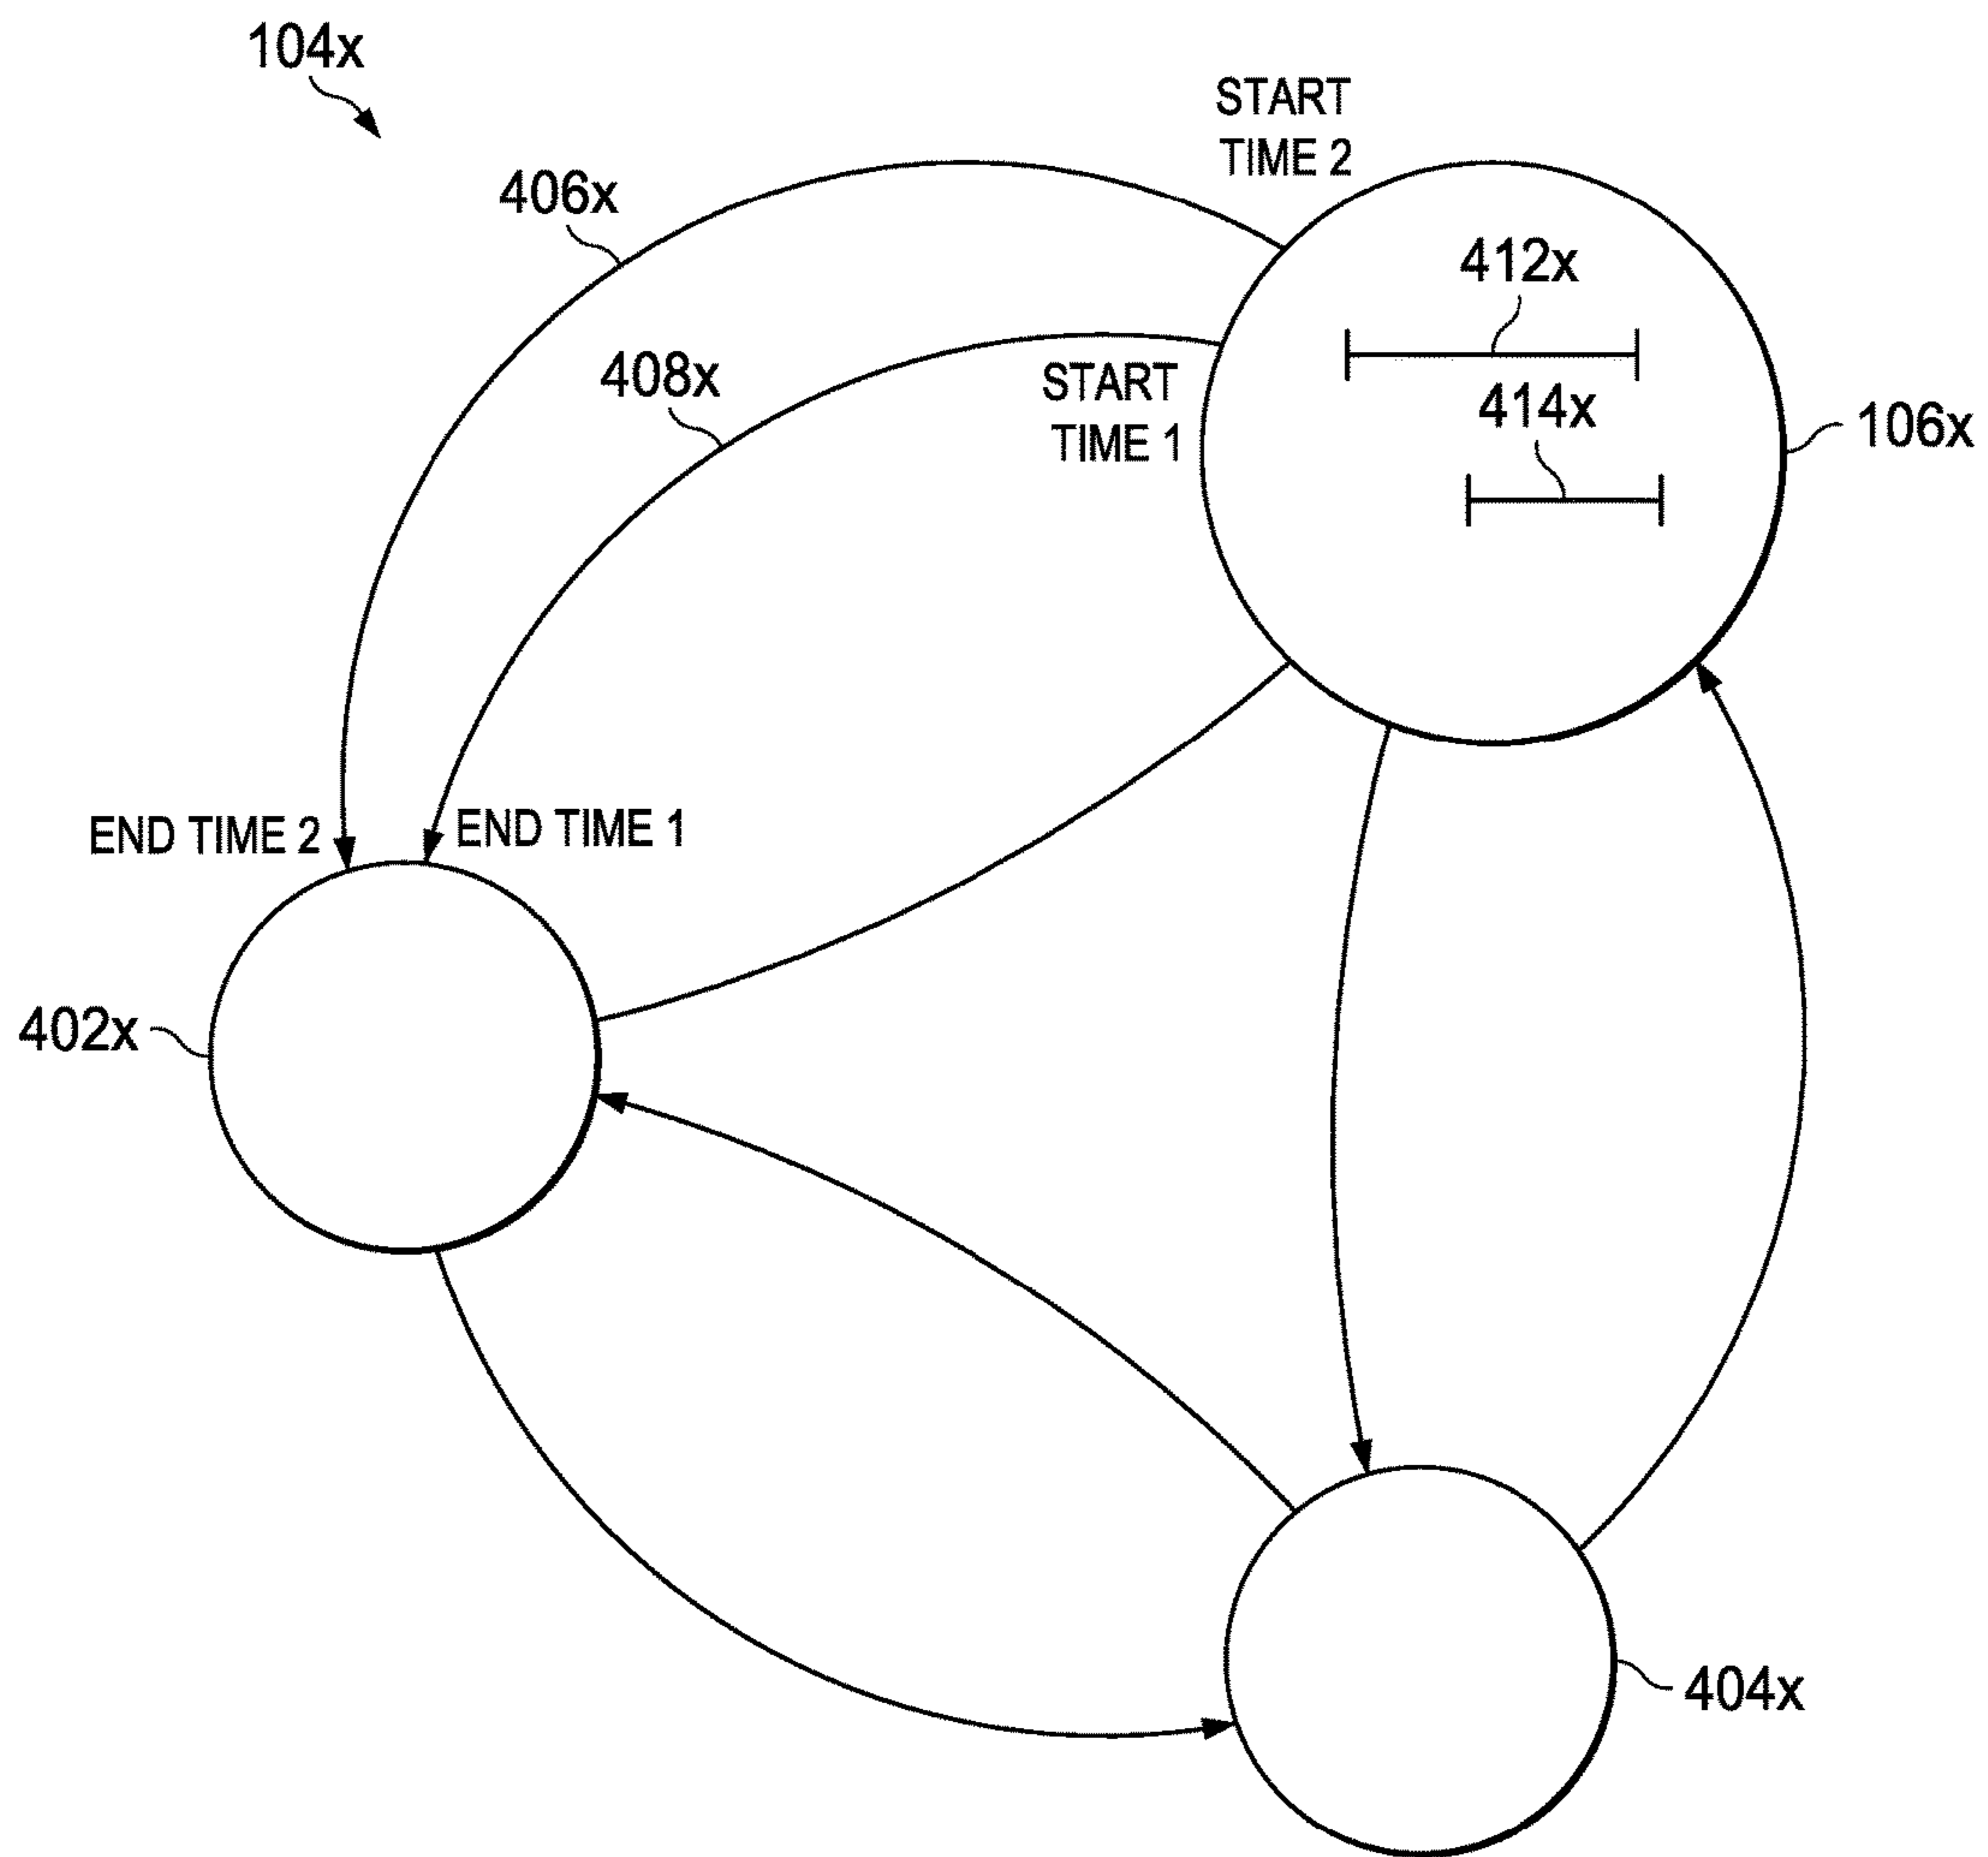 104x
START
TIME 2
406x
412x
408x
START
TIME 1
414x
106x
END TIME 2
END TIME 1
402x
404x